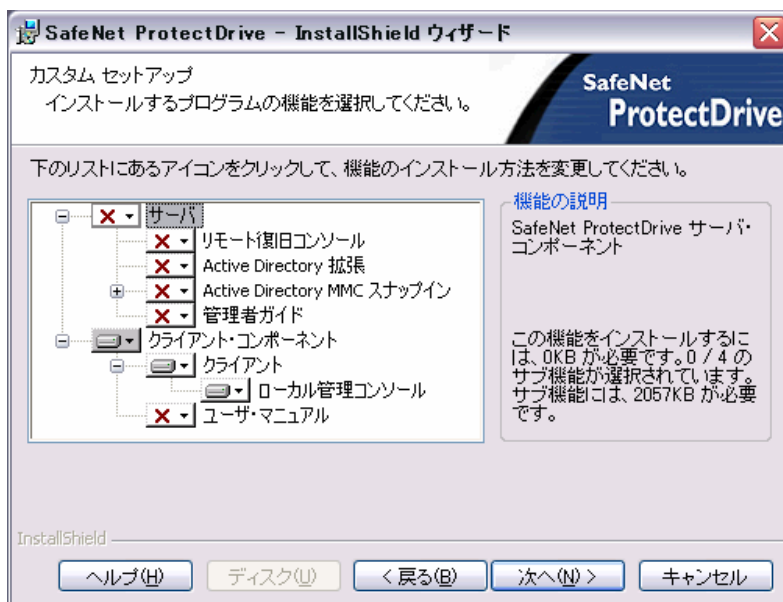 SafeNet ProtectDrive - InstallShield ウィザード
カスタム セットアップ
インストールするプログラムの機能を選択してください。
SafeNet
ProtectDrive
下のリストにあるアイコンをクリックして、機能のインストール方法を変更してください。
サーバ
リモート復旧コンソール
Active Directory 拡張
Active Directory MMC スナップイン
管理者ガイド
クライアント・コンポーネント
クライアント
ローカル管理コンソール
ユーザ・マニュアル
機能の説明
SafeNet ProtectDrive サーバ・
コンポーネント
この機能をインストールするに
は、0KB が必要です。0 / 4 の
サブ機能が選択されています。
サブ機能には、2057KB が必要
です。
InstallShield
ヘルプ(H)
ディスク(U)
< 戻る(B)
次へ(N) >
キャンセル